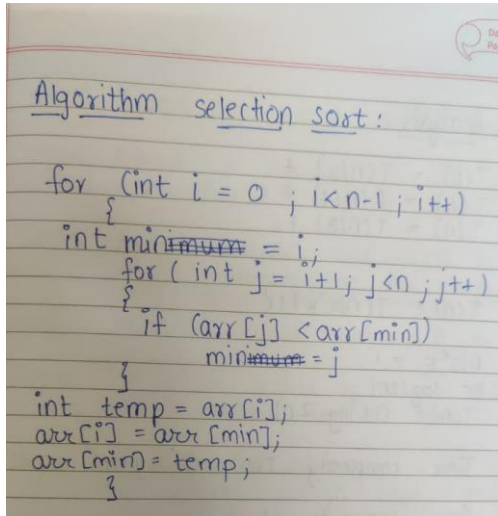 Algorithm selection sort:
for (int i = 0 ; i<n-1 ; i++)
{
int min = i;
for ( int j = i+1; j<n ; j++)
{
if (arr[j] < arr[min])
min = j
}
int temp = arr[i];
arr[i] = arr [min];
arr[min] = temp;
}